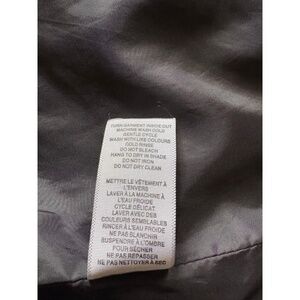 TURN GARMENT INSIDE OUT
MACHINE WASH COLD
GENTLE CYCLE
WASH WITH LIKE COLOURS
COLD RINSE
DO NOT BLEACH
HANG TO DRY IN SHADE
DO NOT IRON
DO NOT DRY CLEAN
METTRE LE VÊTEMENT À
L'ENVERS
LAVER À LA MACHINE À
L'EAU FROIDE
CYCLE DÉLICAT
LAVER AVEC DES
COULEURS SEMBLABLES
RINCER À L'EAU FROIDE
NE PAS BLANCHIR
SUSPENDRE À L'OMBRE
POUR SÉCHER
NE PAS REPASSER
NE PAS NETTOYER À SEC